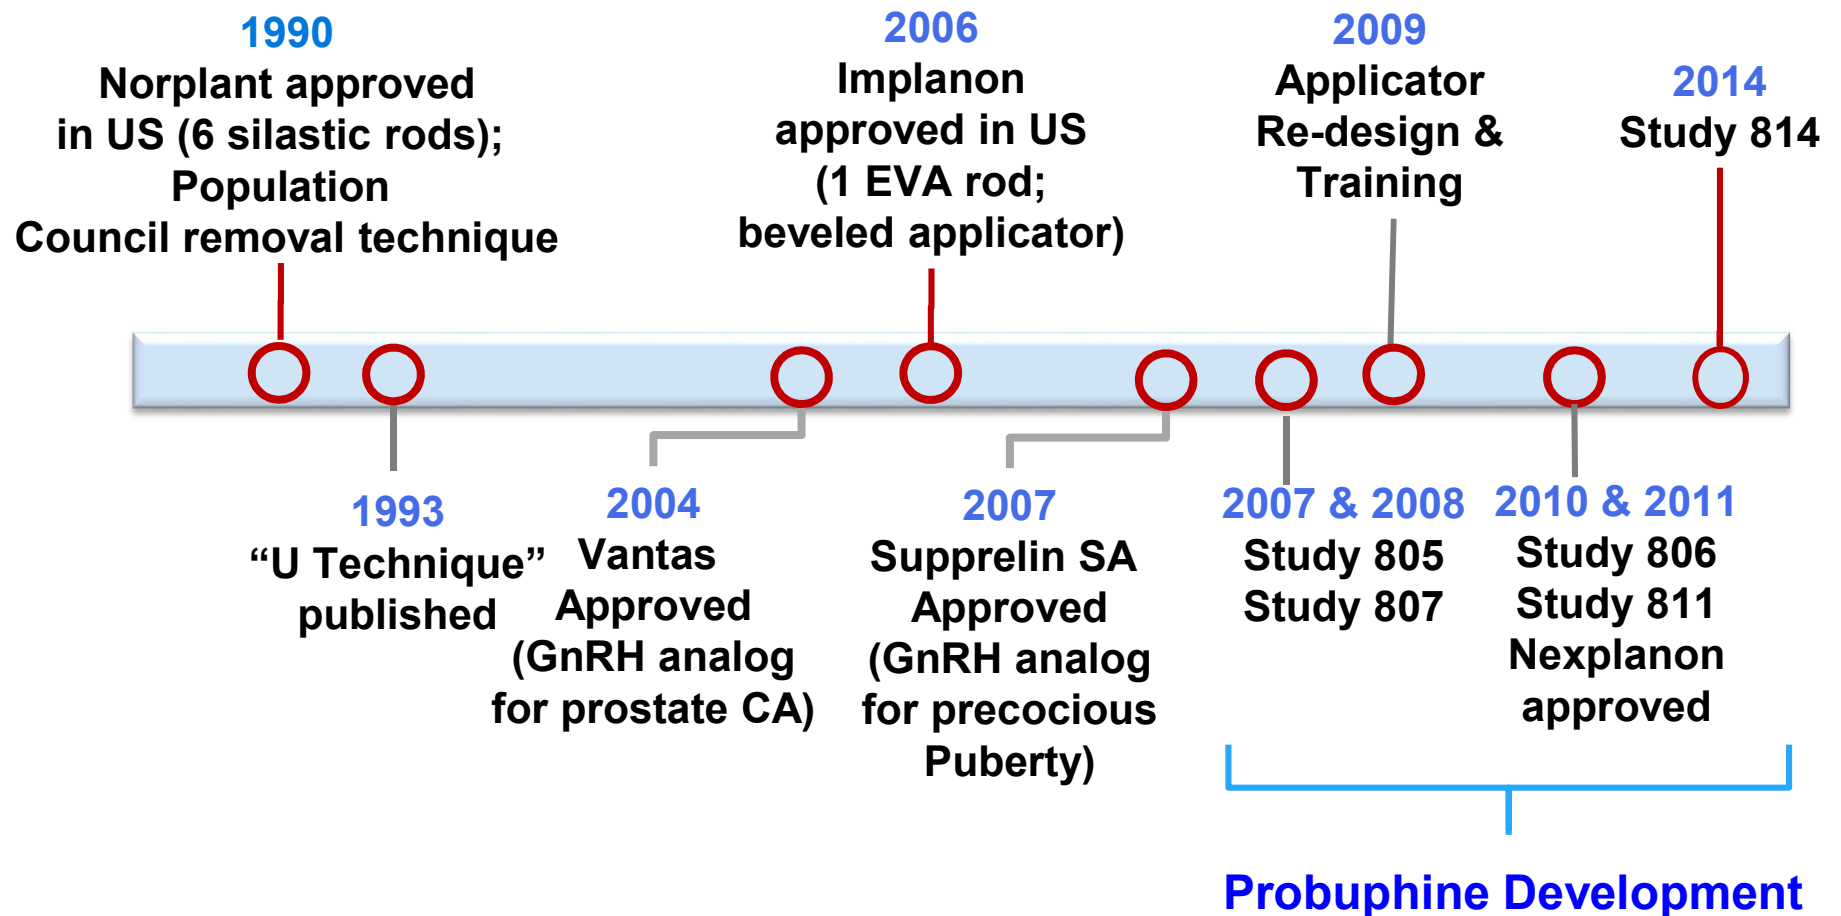 1990
Norplant approved
in US (6 silastic rods);
Population
Council removal technique
2006
Implanon
approved in US
(1 EVA rod;
beveled applicator)
2009
Applicator
Re-design &
Training
2014
Study 814
1993
“U Technique”
published
2004
Vantas
Approved
(GnRH analog
for prostate CA)
2007
Supprelin SA
Approved
(GnRH analog
for precocious
Puberty)
2007 & 2008
Study 805
Study 807
2010 & 2011
Study 806
Study 811
Nexplanon
approved
Probuphine Development